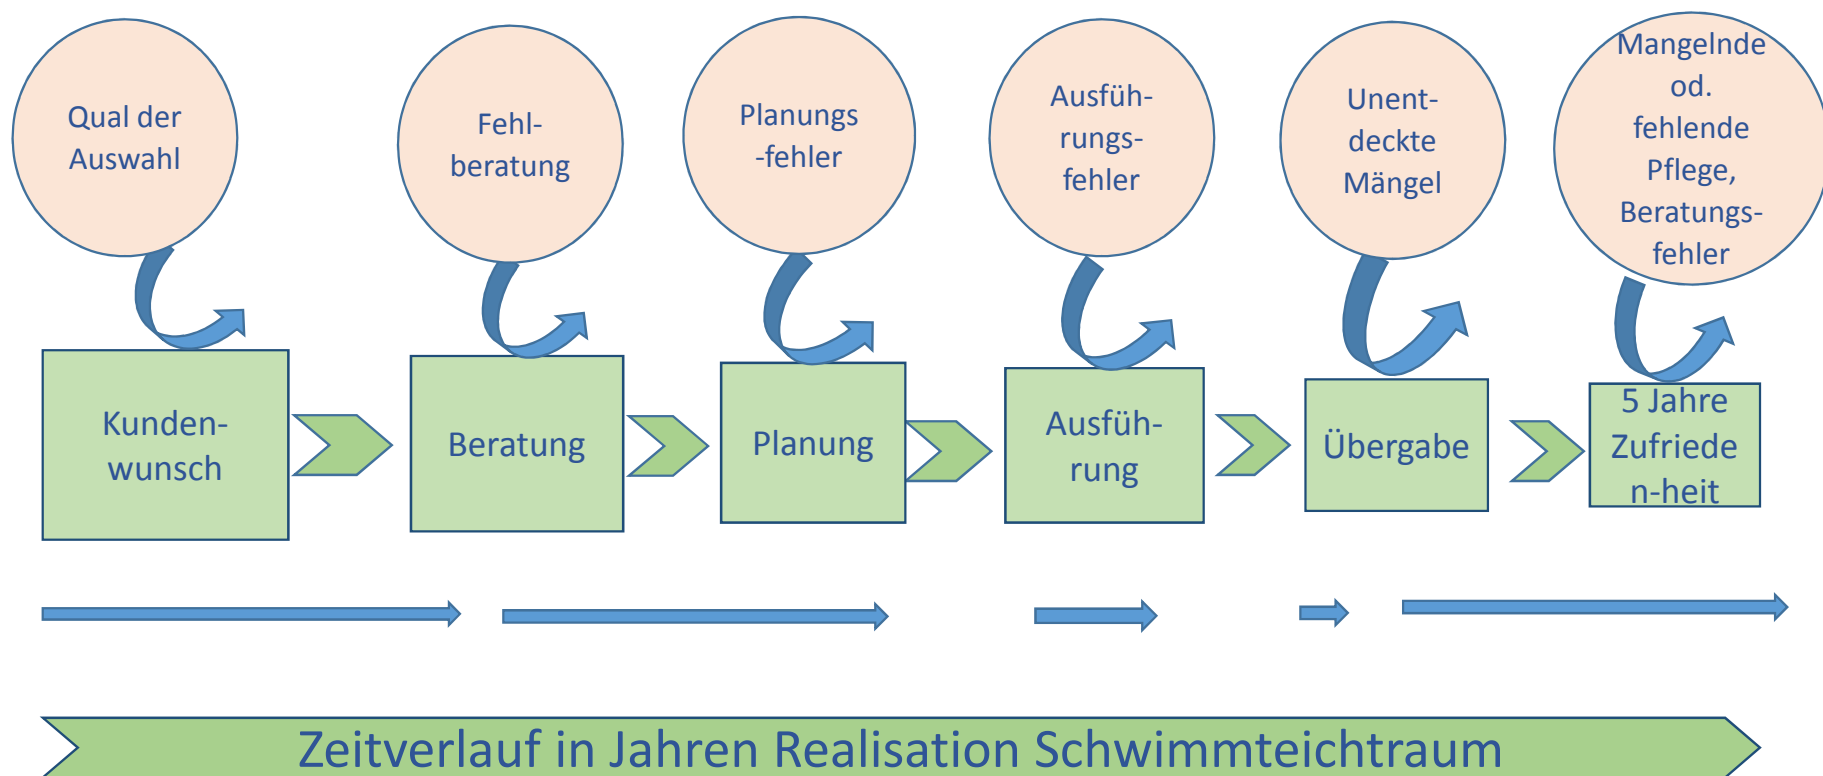 Qual der
Auswahl
Fehl-
beratung
Planungs
-fehler
Ausfüh-
rungs-
fehler
Unent-
deckte
Mängel
Mangelnde
od.
fehlende
Pflege,
Beratungs-
fehler
Kunden-
wunsch
Beratung
Planung
Ausfüh-
rung
Übergabe
5 Jahre
Zufriede
n-heit
Zeitverlauf in Jahren Realisation Schwimmteichtraum